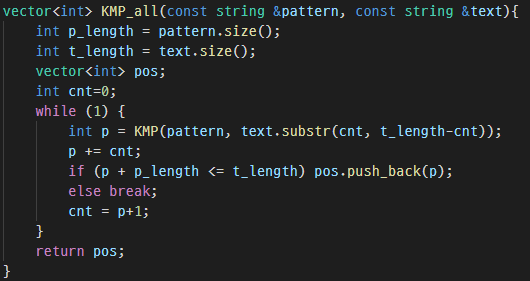 vector<int> KMP_all(const string &pattern, const string &text){
    int p_length = pattern.size();
    int t_length = text.size();
    vector<int> pos;
    int cnt=0;
    while (1) {
        int p = KMP(pattern, text.substr(cnt, t_length-cnt));
        p += cnt;
        if (p + p_length <= t_length) pos.push_back(p);
        else break;
        cnt = p+1;
    }
    return pos;
}